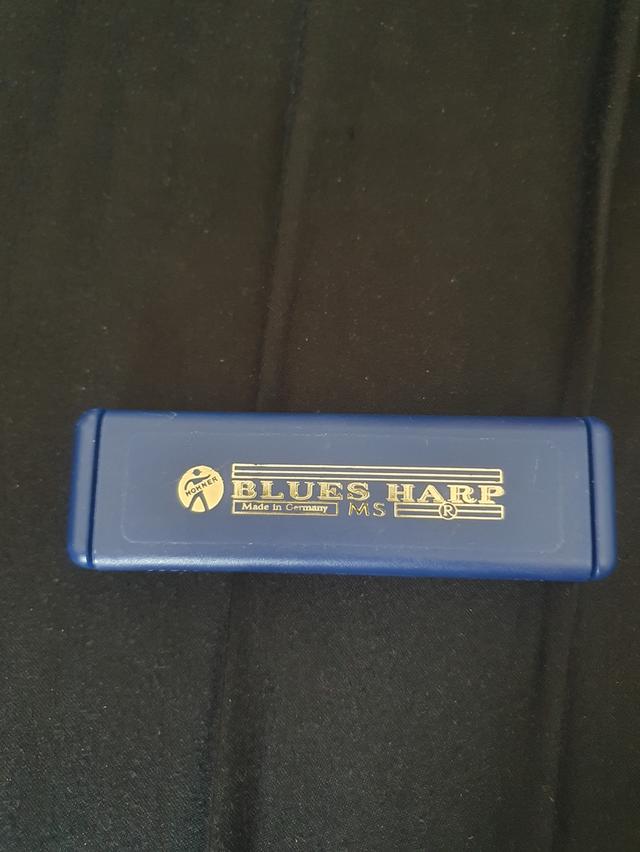 HOHNER
BLUES HARP
Made in Germany MS ®